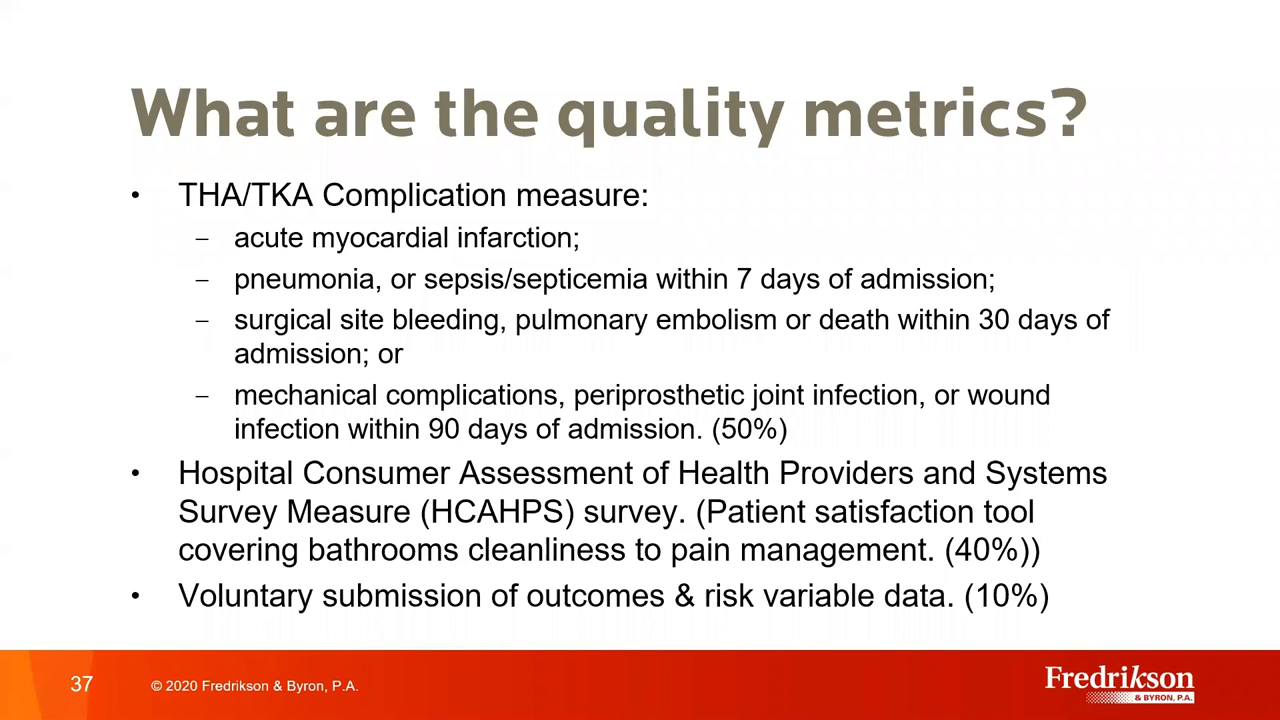 What are the quality metrics?
• THA/TKA Complication measure:
– acute myocardial infarction;
– pneumonia, or sepsis/septicemia within 7 days of admission;
– surgical site bleeding, pulmonary embolism or death within 30 days of
admission; or
– mechanical complications, periprosthetic joint infection, or wound
infection within 90 days of admission. (50%)
• Hospital Consumer Assessment of Health Providers and Systems
Survey Measure (HCAHPS) survey. (Patient satisfaction tool
covering bathrooms cleanliness to pain management. (40%))
• Voluntary submission of outcomes & risk variable data. (10%)
37
© 2020 Fredrikson & Byron, P.A.
Fredrikson
& BYRON, P.A.